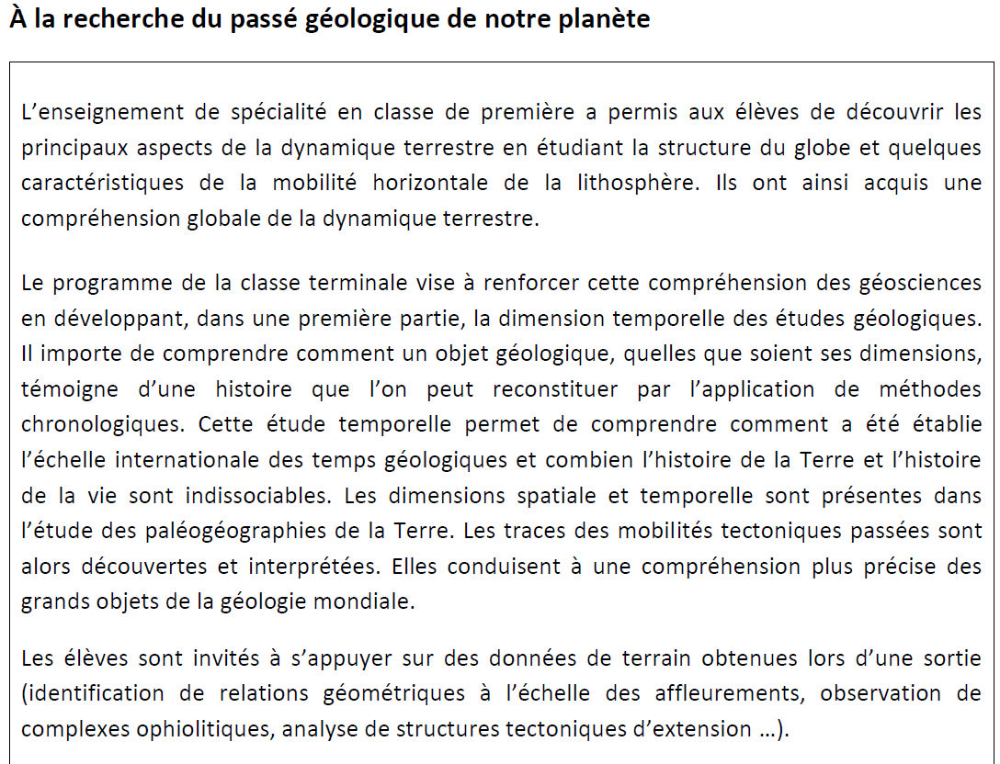 À la recherche du passé géologique de notre planète
L’enseignement de spécialité en classe de première a permis aux élèves de découvrir les
principaux aspects de la dynamique terrestre en étudiant la structure du globe et quelques
caractéristiques de la mobilité horizontale de la lithosphère. Ils ont ainsi acquis une
compréhension globale de la dynamique terrestre.
Le programme de la classe terminale vise à renforcer cette compréhension des géosciences
en développant, dans une première partie, la dimension temporelle des études géologiques.
Il importe de comprendre comment un objet géologique, quelles que soient ses dimensions,
témoigne d’une histoire que l’on peut reconstituer par l’application de méthodes
chronologiques. Cette étude temporelle permet de comprendre comment a été établie
l’échelle internationale des temps géologiques et combien l’histoire de la Terre et l’histoire
de la vie sont indissociables. Les dimensions spatiale et temporelle sont présentes dans
l’étude des paléogéographies de la Terre. Les traces des mobilités tectoniques passées sont
alors découvertes et interprétées. Elles conduisent à une compréhension plus précise des
grands objets de la géologie mondiale.
Les élèves sont invités à s’appuyer sur des données de terrain obtenues lors d’une sortie
(identification de relations géométriques à l’échelle des affleurements, observation de
complexes ophiolitiques, analyse de structures tectoniques d’extension …).